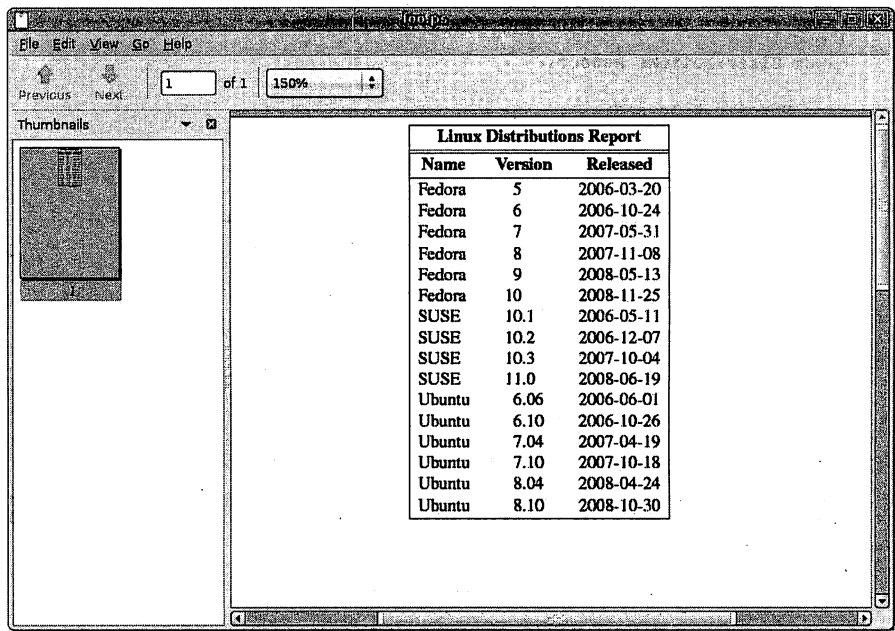 foo.ps
File Edit View Go Help
Previous Next 1 of 1 150%
Thumbnails
1
Linux Distributions Report
Name Version Released
Fedora 5 2006-03-20
Fedora 6 2006-10-24
Fedora 7 2007-05-31
Fedora 8 2007-11-08
Fedora 9 2008-05-13
Fedora 10 2008-11-25
SUSE 10.1 2006-05-11
SUSE 10.2 2006-12-07
SUSE 10.3 2007-10-04
SUSE 11.0 2008-06-19
Ubuntu 6.06 2006-06-01
Ubuntu 6.10 2006-10-26
Ubuntu 7.04 2007-04-19
Ubuntu 7.10 2007-10-18
Ubuntu 8.04 2008-04-24
Ubuntu 8.10 2008-10-30